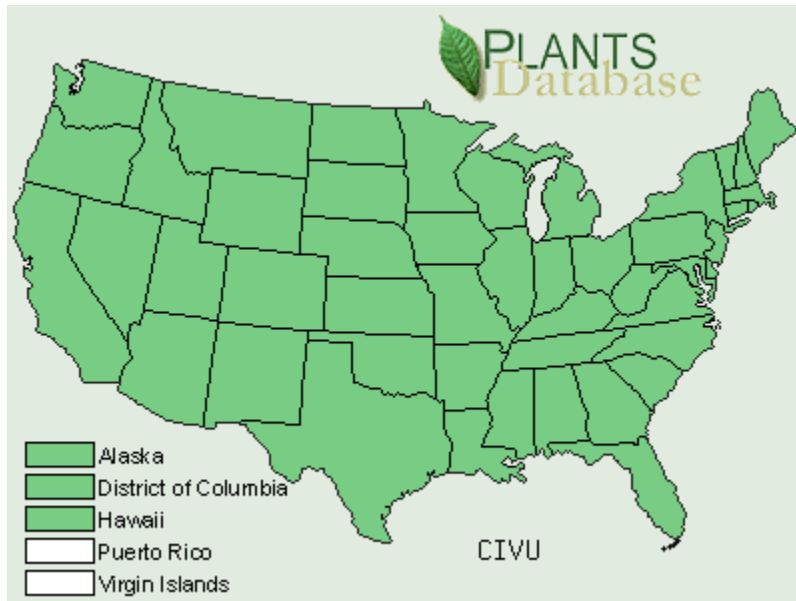 PLANTS
Database
Alaska
District of Columbia
Hawaii
Puerto Rico
Virgin Islands
CIVU